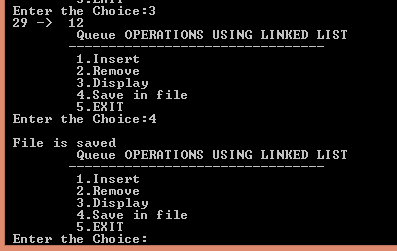 5.EXIT
Enter the Choice:3
29 -> 12
Queue OPERATIONS USING LINKED LIST
--------------------------------
1.Insert
2.Remove
3.Display
4.Save in file
5.EXIT
Enter the Choice:4
File is saved
Queue OPERATIONS USING LINKED LIST
--------------------------------
1.Insert
2.Remove
3.Display
4.Save in file
5.EXIT
Enter the Choice: